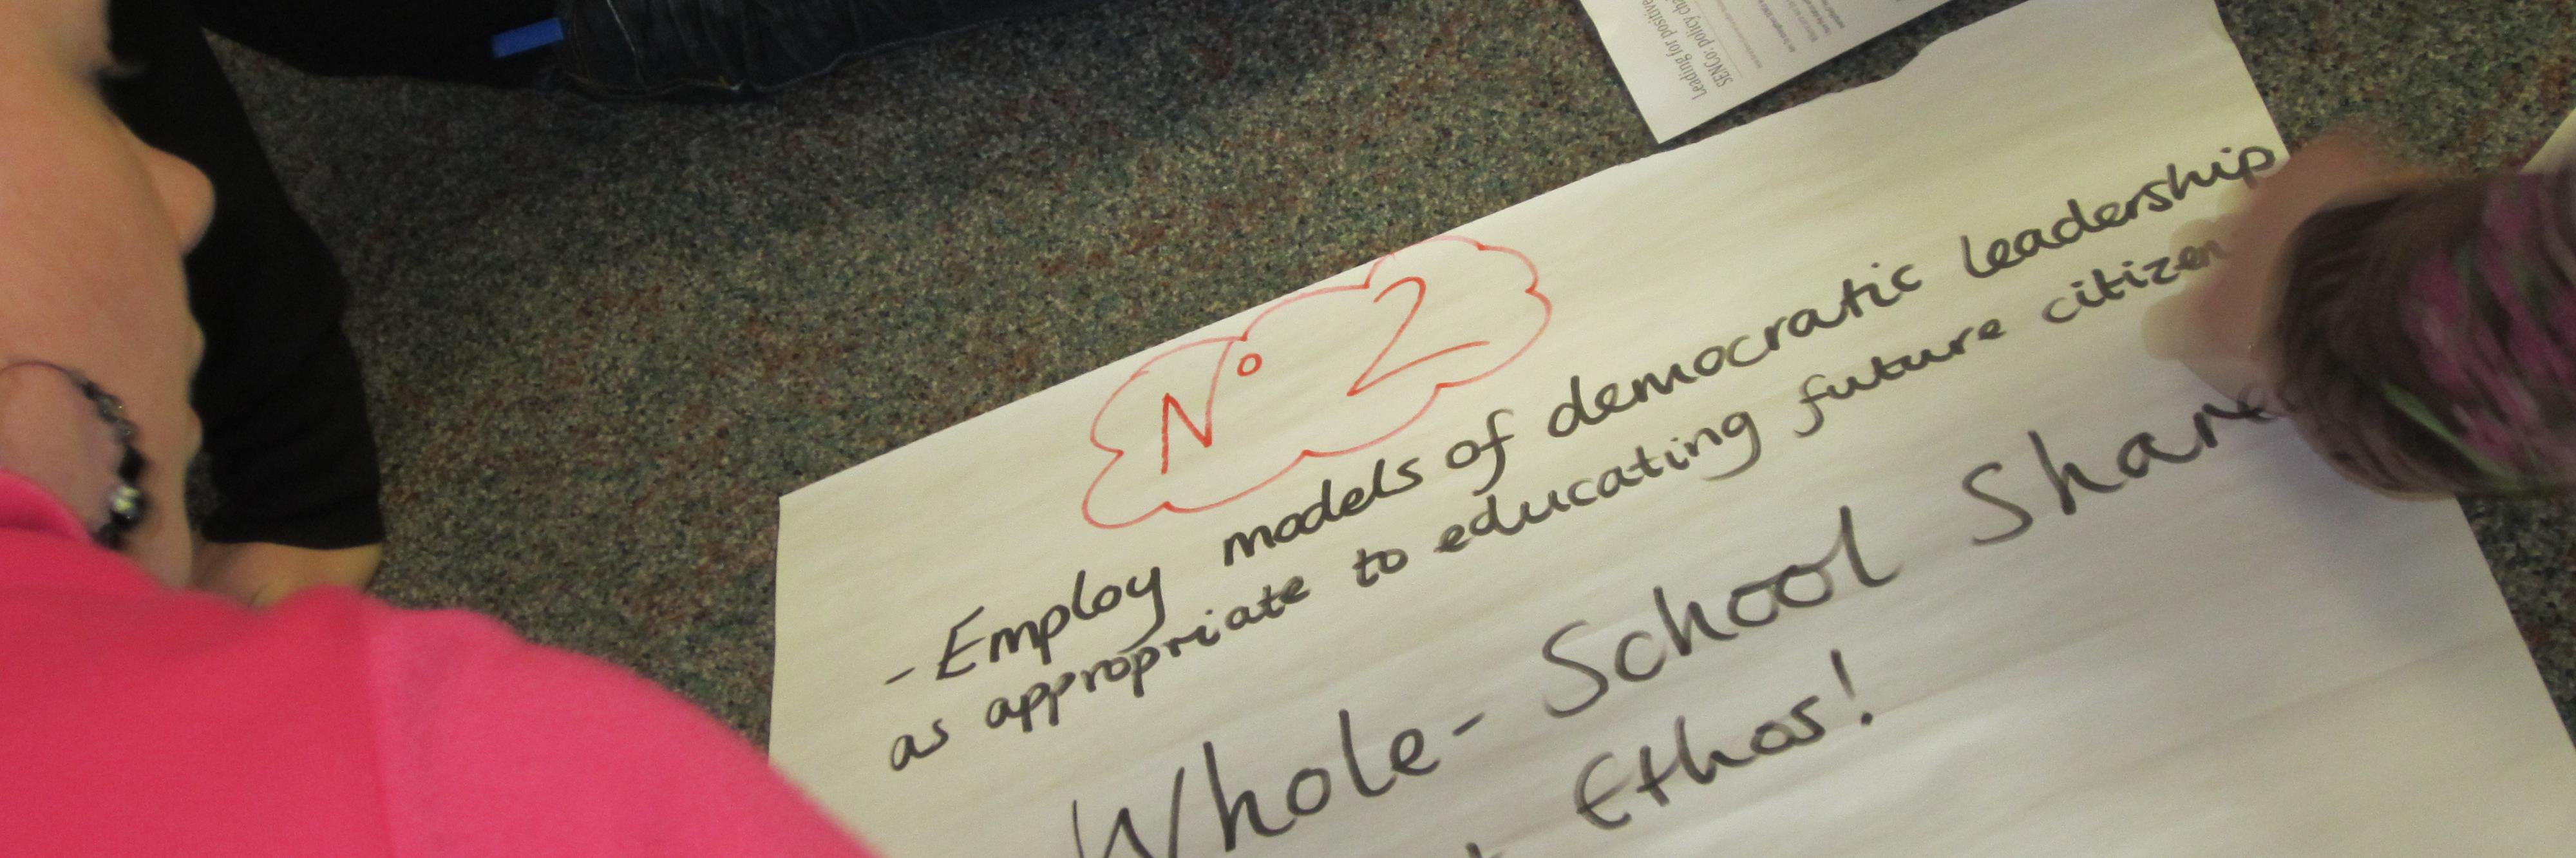 Leading for positive
SENCo: policy
Nº 2
- Employ models of democratic leadership
as appropriate to educating future citizen
Whole-School Share
Ethos!